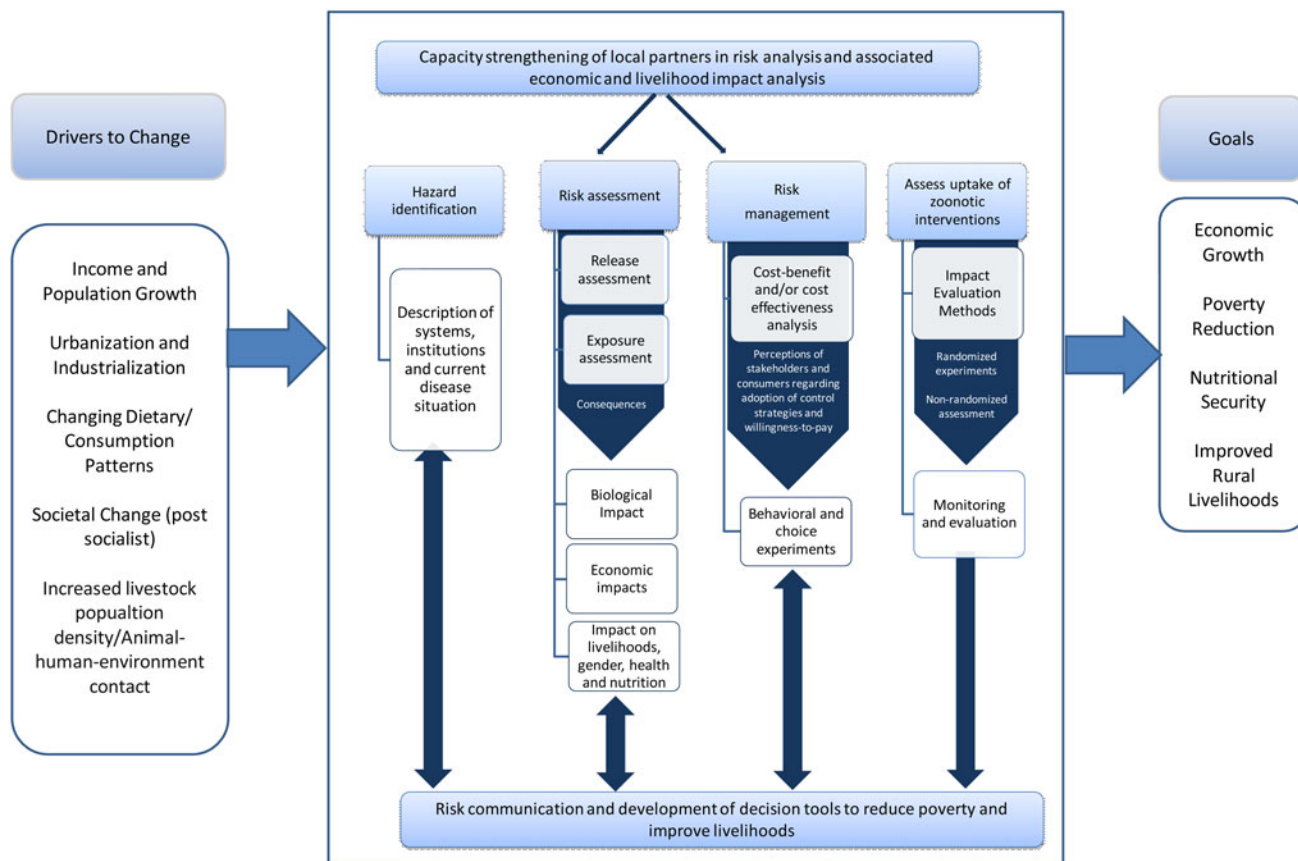 Capacity strengthening of local partners in risk analysis and associated
economic and livelihood impact analysis
Drivers to Change
Income and
Population Growth
Urbanization and
Industrialization
Changing Dietary/
Consumption
Patterns
Societal Change (post
socialist)
Increased livestock
popualtion
density/Animal-
human-environment
contact
Hazard
identification
Description of
systems,
institutions
and current
disease
situation
Risk assessment
Release
assessment
Exposure
assessment
Consequences
Biological
Impact
Economic
impacts
Impact on
livelihoods,
gender, health
and nutrition
Risk
management
Cost-benefit
and/or cost
effectiveness
analysis
Perceptions of
stakeholders and
consumers regarding
adoption of control
strategies and
willingness-to-pay
Behavioral and
choice
experiments
Assess uptake of
zoonotic
interventions
Impact
Evaluation
Methods
Randomized
experiments
Non-randomized
assessment
Monitoring
and evaluation
Risk communication and development of decision tools to reduce poverty and
improve livelihoods
Goals
Economic
Growth
Poverty
Reduction
Nutritional
Security
Improved
Rural
Livelihoods